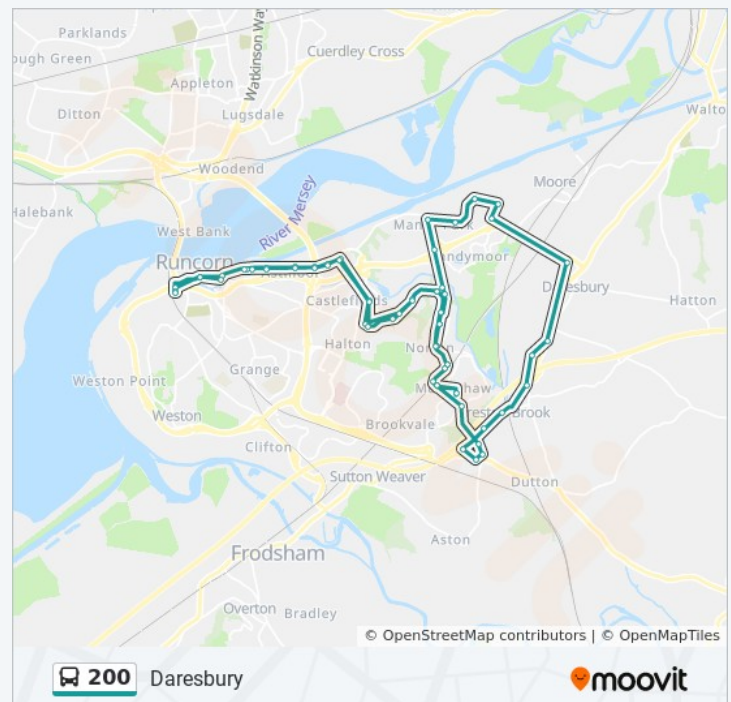 Cuerdley Cross
ough Green
Parklands
Appleton
Watkinson Way
Walto
Ditton
Lugsdale
Woodend
Moore
Halebank
River Mersey
West Bank
Runcorn
Daresbury
Castlefields
Hatton
Halton
Grange
Weston Point
Weston
Brookvale
Clifton
Sutton Weaver
Dutton
Aston
Frodsham
Overton
Bradley
© OpenStreetMap contributors | © OpenMapTiles
200 Daresbury
moovit